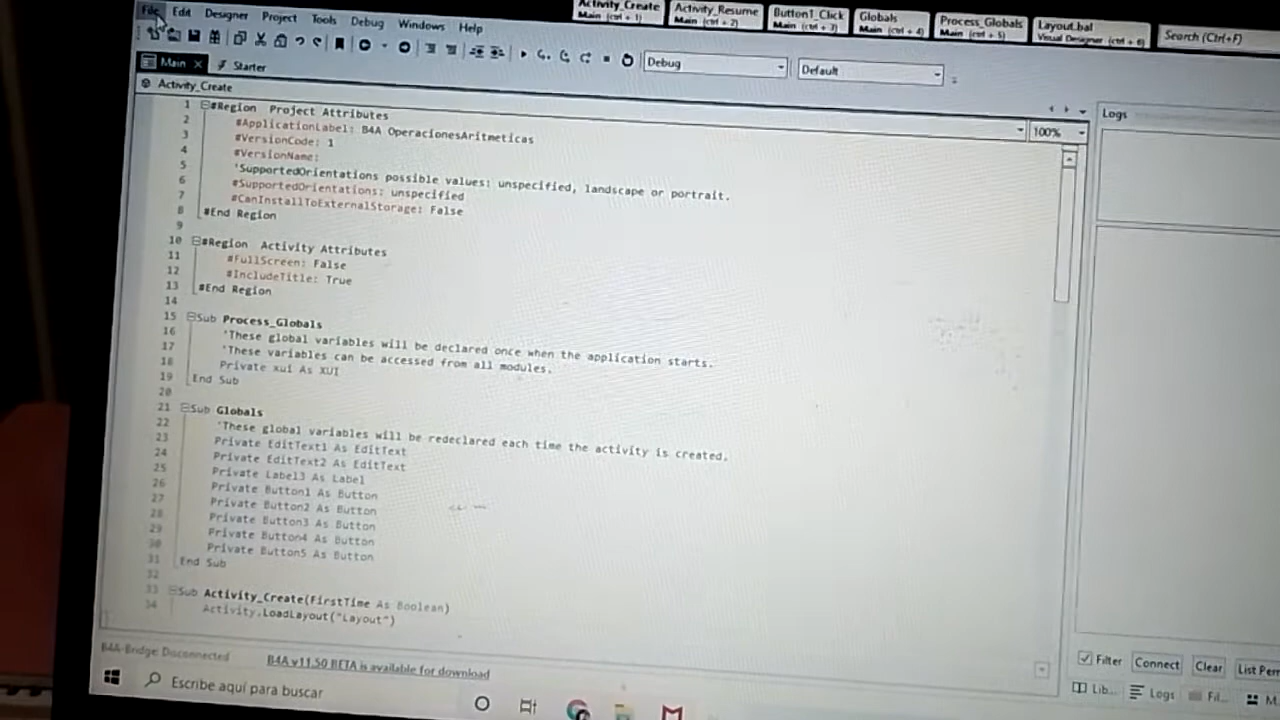 File Edit Designer Project Tools Debug Windows Help
Activity_Create Activity_Resume Button1_Click Globals Process_Globals Layout.bal
Main (ctrl + 1) Main (ctrl + 2) Main (ctrl + 3) Main (ctrl + 4) Main (ctrl + 5) Visual Designer (ctrl + 6)
Search (Ctrl+F)
Debug Default
Main × Starter
Activity_Create
100%
Logs
1 #Region Project Attributes
2 #ApplicationLabel: B4A OperacionesAritmeticas
3 #VersionCode: 1
4 #VersionName:
5 'SupportedOrientations possible values: unspecified, landscape or portrait.
6 #SupportedOrientations: unspecified
7 #CanInstallToExternalStorage: False
8 #End Region
9
10 #Region Activity Attributes
11 #FullScreen: False
12 #IncludeTitle: True
13 #End Region
14
15 Sub Process_Globals
16 'These global variables will be declared once when the application starts.
17 'These variables can be accessed from all modules.
18 Private xui As XUI
19 End Sub
20
21 Sub Globals
22 'These global variables will be redeclared each time the activity is created.
23 Private EditText1 As EditText
24 Private EditText2 As EditText
25 Private Label3 As Label
26 Private Button1 As Button
27 Private Button2 As Button
28 Private Button3 As Button
29 Private Button4 As Button
30 Private Button5 As Button
31 End Sub
32
33 Sub Activity_Create(FirstTime As Boolean)
34 Activity.LoadLayout("Layout")
B4A-Bridge: Disconnected B4A v11.50 BETA is available for download
Filter Connect Clear List Per
Lib... Logs Fil... M
Escribe aquí para buscar